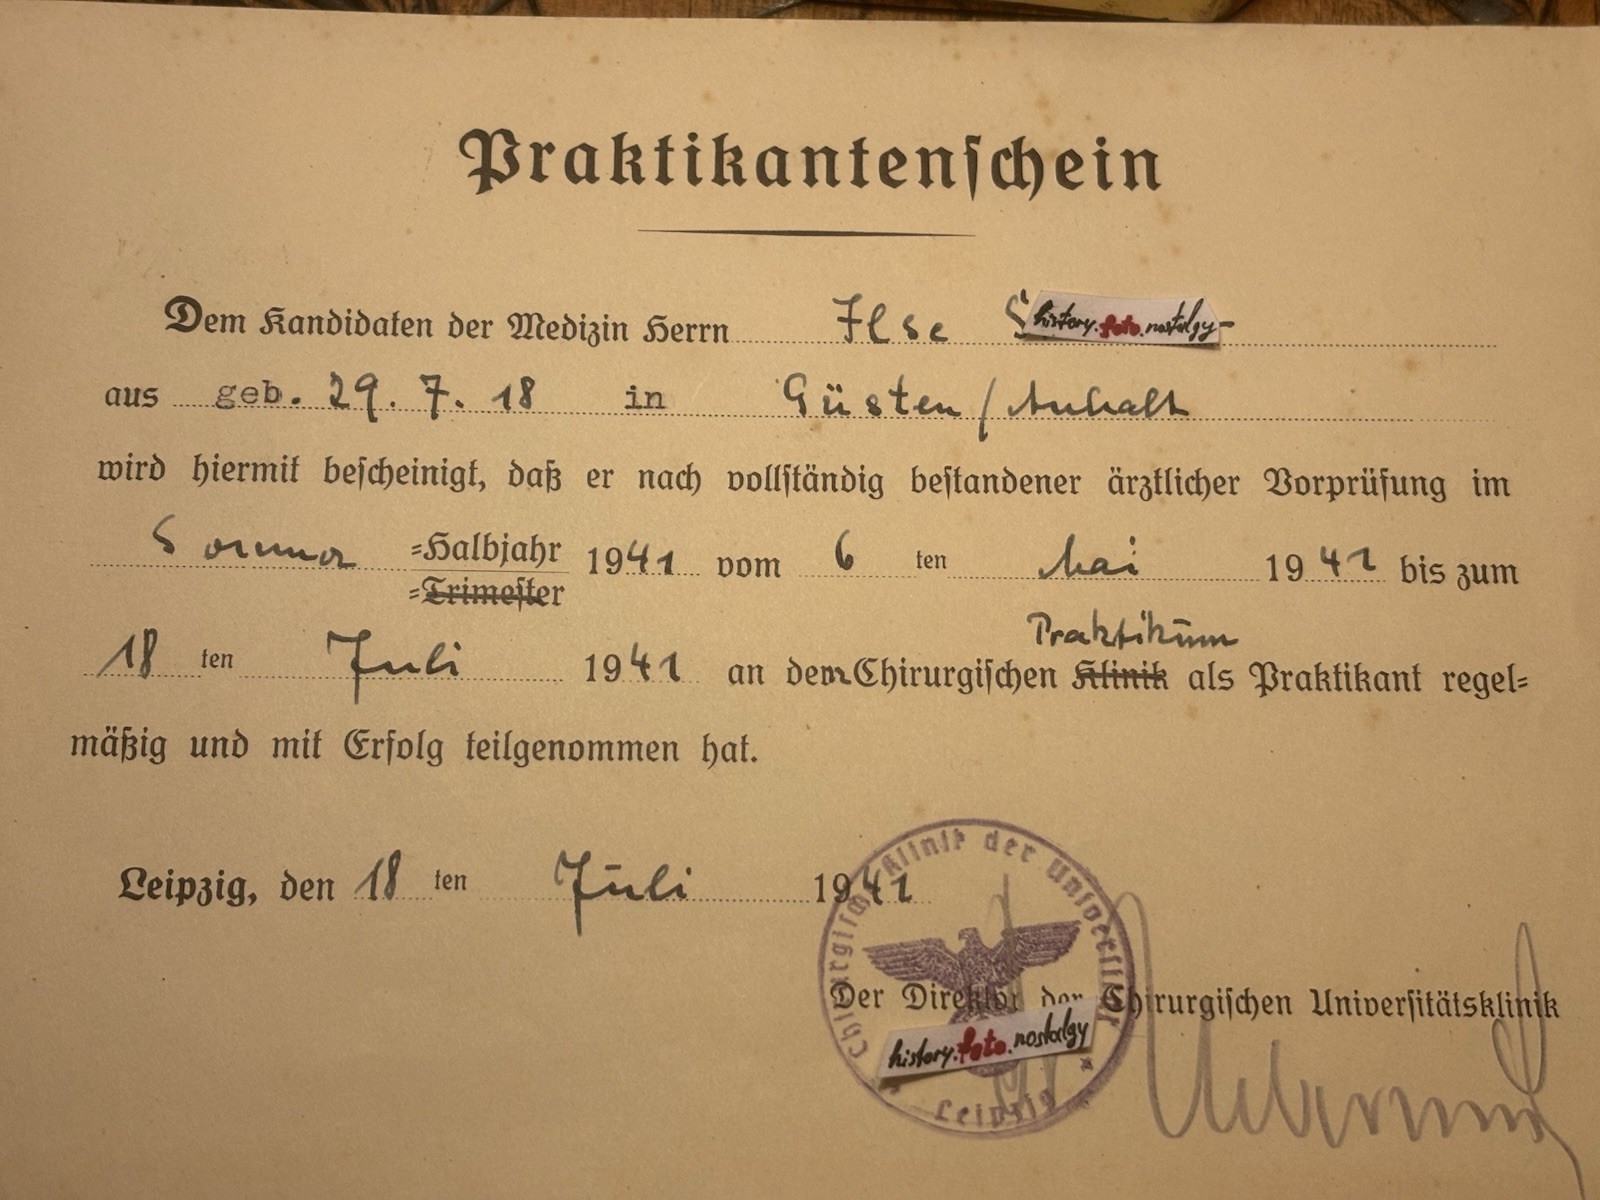 Praktikantenschein
Dem Kandidaten der Medizin Herrn Ilse S history.foto.nostalgy
aus geb. 29. 7. 18 in Güsten / Anhalt
wird hiermit bescheinigt, daß er nach vollständig bestandener ärztlicher Vorprüfung im
Sommer =Halbjahr 1941 vom 6 ten Mai 1941 bis zum
=Trimester
Praktikum
18 ten Juli 1941 an dem Chirurgischen Klinik als Praktikant regel=
mäßig und mit Erfolg teilgenommen hat.
Leipzig, den 18 ten Juli 1941
Chirurgische Klinik der Universität
Der Direktor der Chirurgischen Universitätsklinik
history.foto.nostalgy
Leipzig